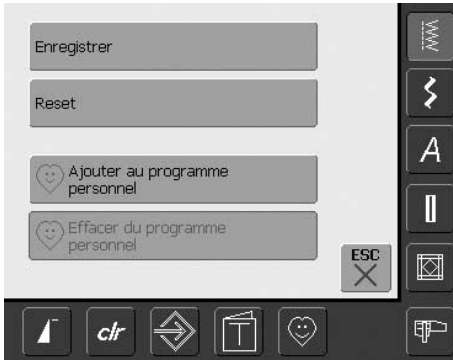 Enregistrer
Reset
Ajouter au programme
personnel
Effacer du programme
personnel
ESC
A
clr